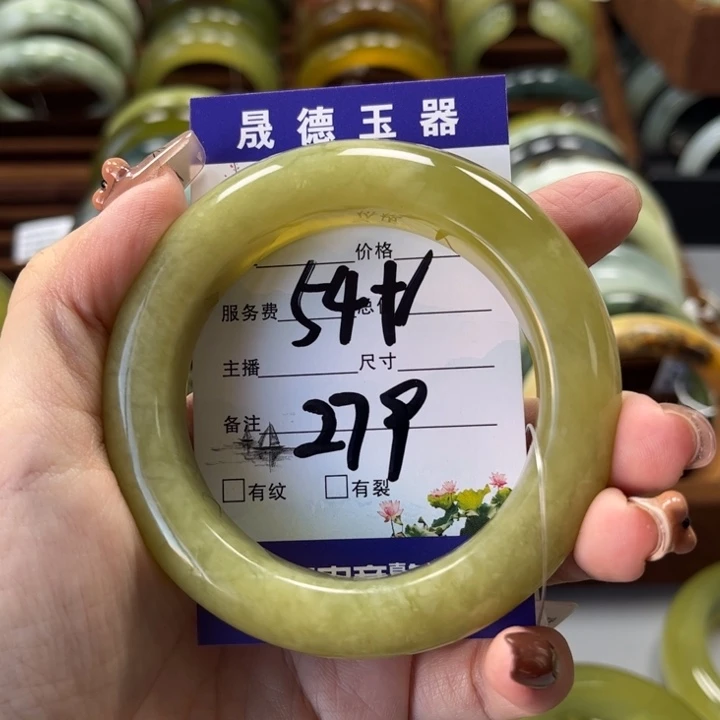 晟德玉器
价格
服务费 54+
主播 尺寸
备注 279
有纹 有裂